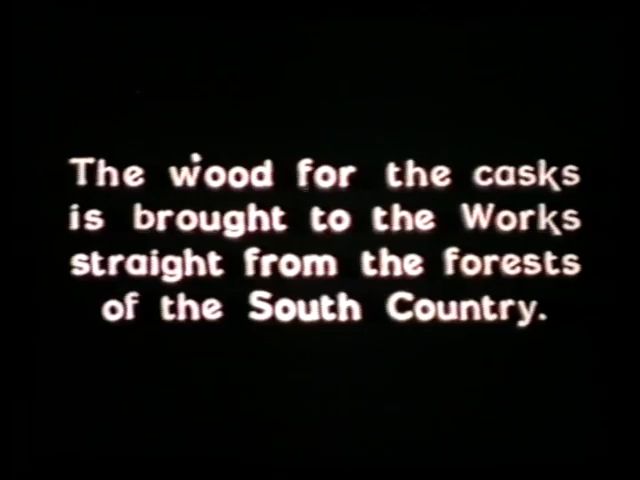 The wood for the casks
is brought to the Works
straight from the forests
of the South Country.